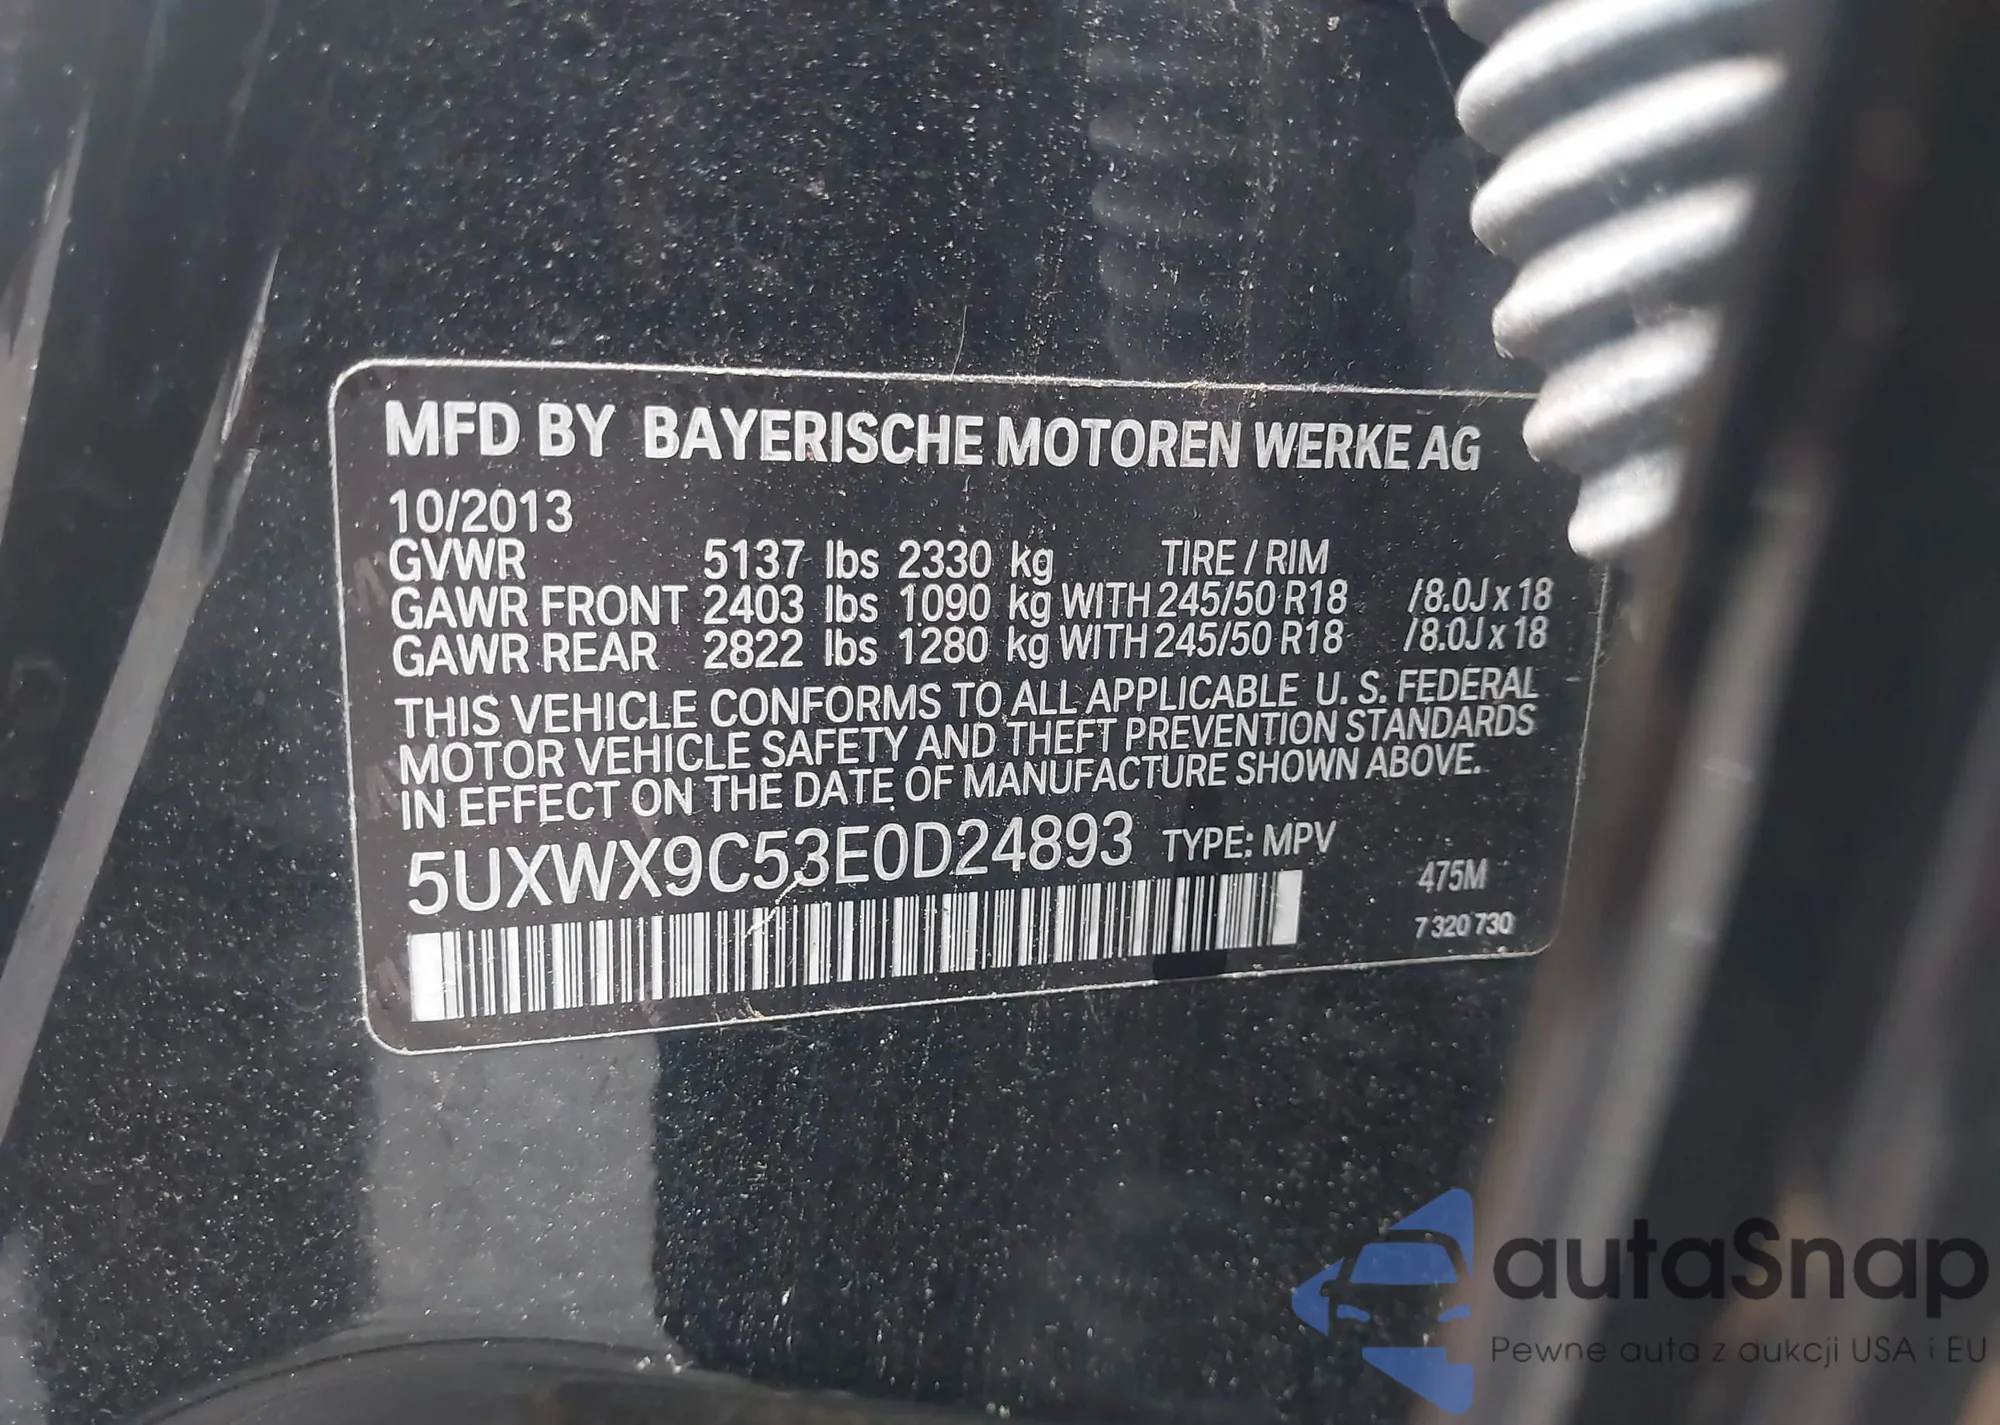 MFD BY BAYERISCHE MOTOREN WERKE AG
10/2013
GVWR 5137 lbs 2330 kg TIRE / RIM
GAWR FRONT 2403 lbs 1090 kg WITH 245/50 R18 /8.0J x 18
GAWR REAR 2822 lbs 1280 kg WITH 245/50 R18 /8.0J x 18
THIS VEHICLE CONFORMS TO ALL APPLICABLE U. S. FEDERAL
MOTOR VEHICLE SAFETY AND THEFT PREVENTION STANDARDS
IN EFFECT ON THE DATE OF MANUFACTURE SHOWN ABOVE.
5UXWX9C53E0D24893 TYPE: MPV
475M
7 320 730
autaSnap
Pewne auta z aukcji USA i EU